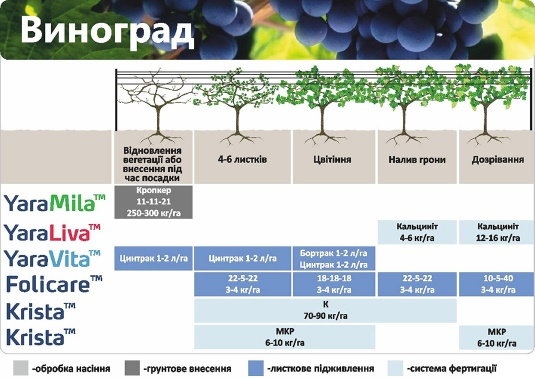 Виноград
Відновлення
вегетації або
внесення під
час посадки
4-6 листків
Цвітіння
Налив грони
Дозрівання
YaraMila™
Кропкер
11-11-21
250-300 кг/га
YaraLiva™
Кальциніт
4-6 кг/га
Кальциніт
12-16 кг/га
YaraVita™
Цинтрак 1-2 л/га
Цинтрак 1-2 л/га
Бортрак 1-2 л/га
Цинтрак 1-2 л/га
Folicare™
22-5-22
3-4 кг/га
18-18-18
3-4 кг/га
22-5-22
3-4 кг/га
10-5-40
3-4 кг/га
Krista™
К
70-90 кг/га
Krista™
МКР
6-10 кг/га
МКР
6-10 кг/га
-обробка насіння
-грунтове внесення
-листкове підживлення
-система фертигації